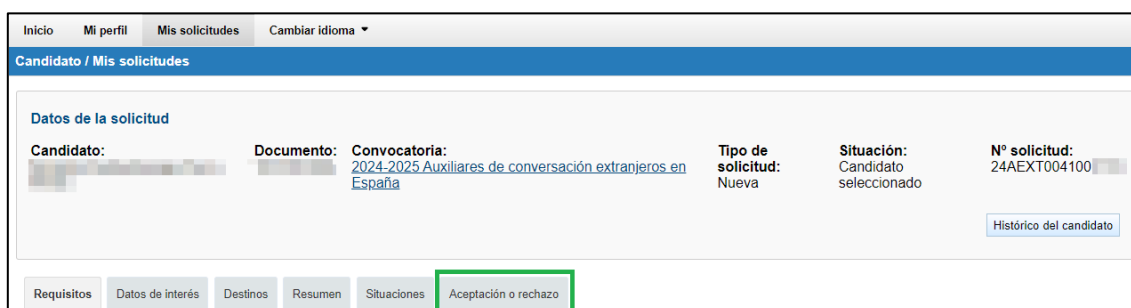 Inicio Mi perfil Mis solicitudes Cambiar idioma
Candidato / Mis solicitudes
Datos de la solicitud
Candidato: Documento: Convocatoria: Tipo de solicitud: Situación: Nº solicitud:
2024-2025 Auxiliares de conversación extranjeros en España
Nueva
Candidato seleccionado
24AEXT004100
Histórico del candidato
Requisitos Datos de interés Destinos Resumen Situaciones Aceptación o rechazo